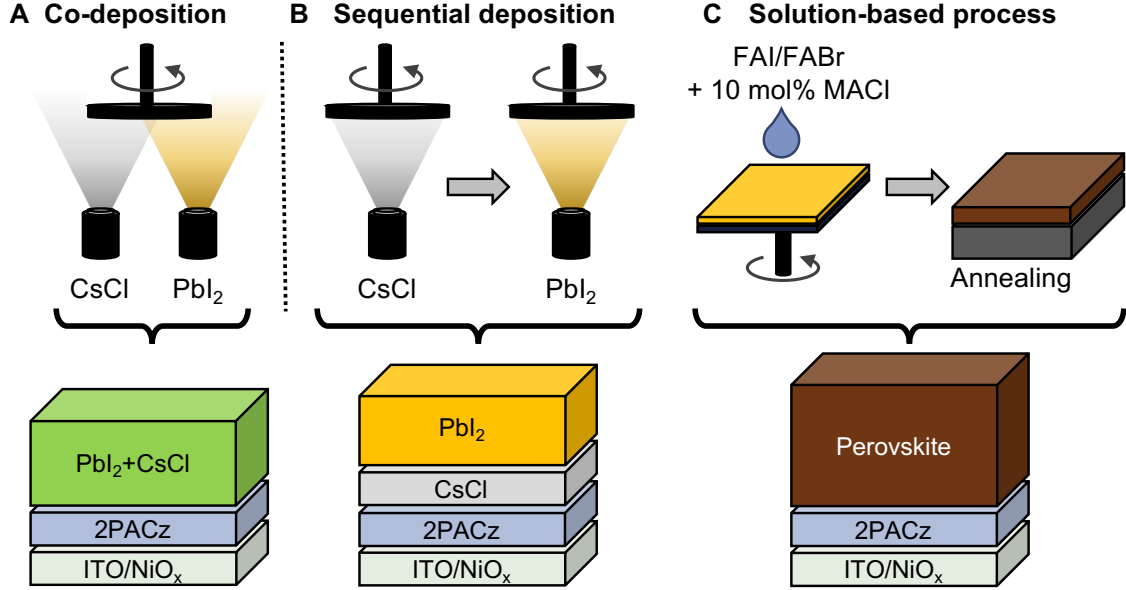 A Co-deposition
CsCl
PbI₂
PbI₂+CsCl
2PACz
ITO/NiOₓ
B Sequential deposition
CsCl
PbI₂
PbI₂
CsCl
2PACz
ITO/NiOₓ
C Solution-based process
FAI/FABr
+ 10 mol% MACl
Annealing
Perovskite
2PACz
ITO/NiOₓ